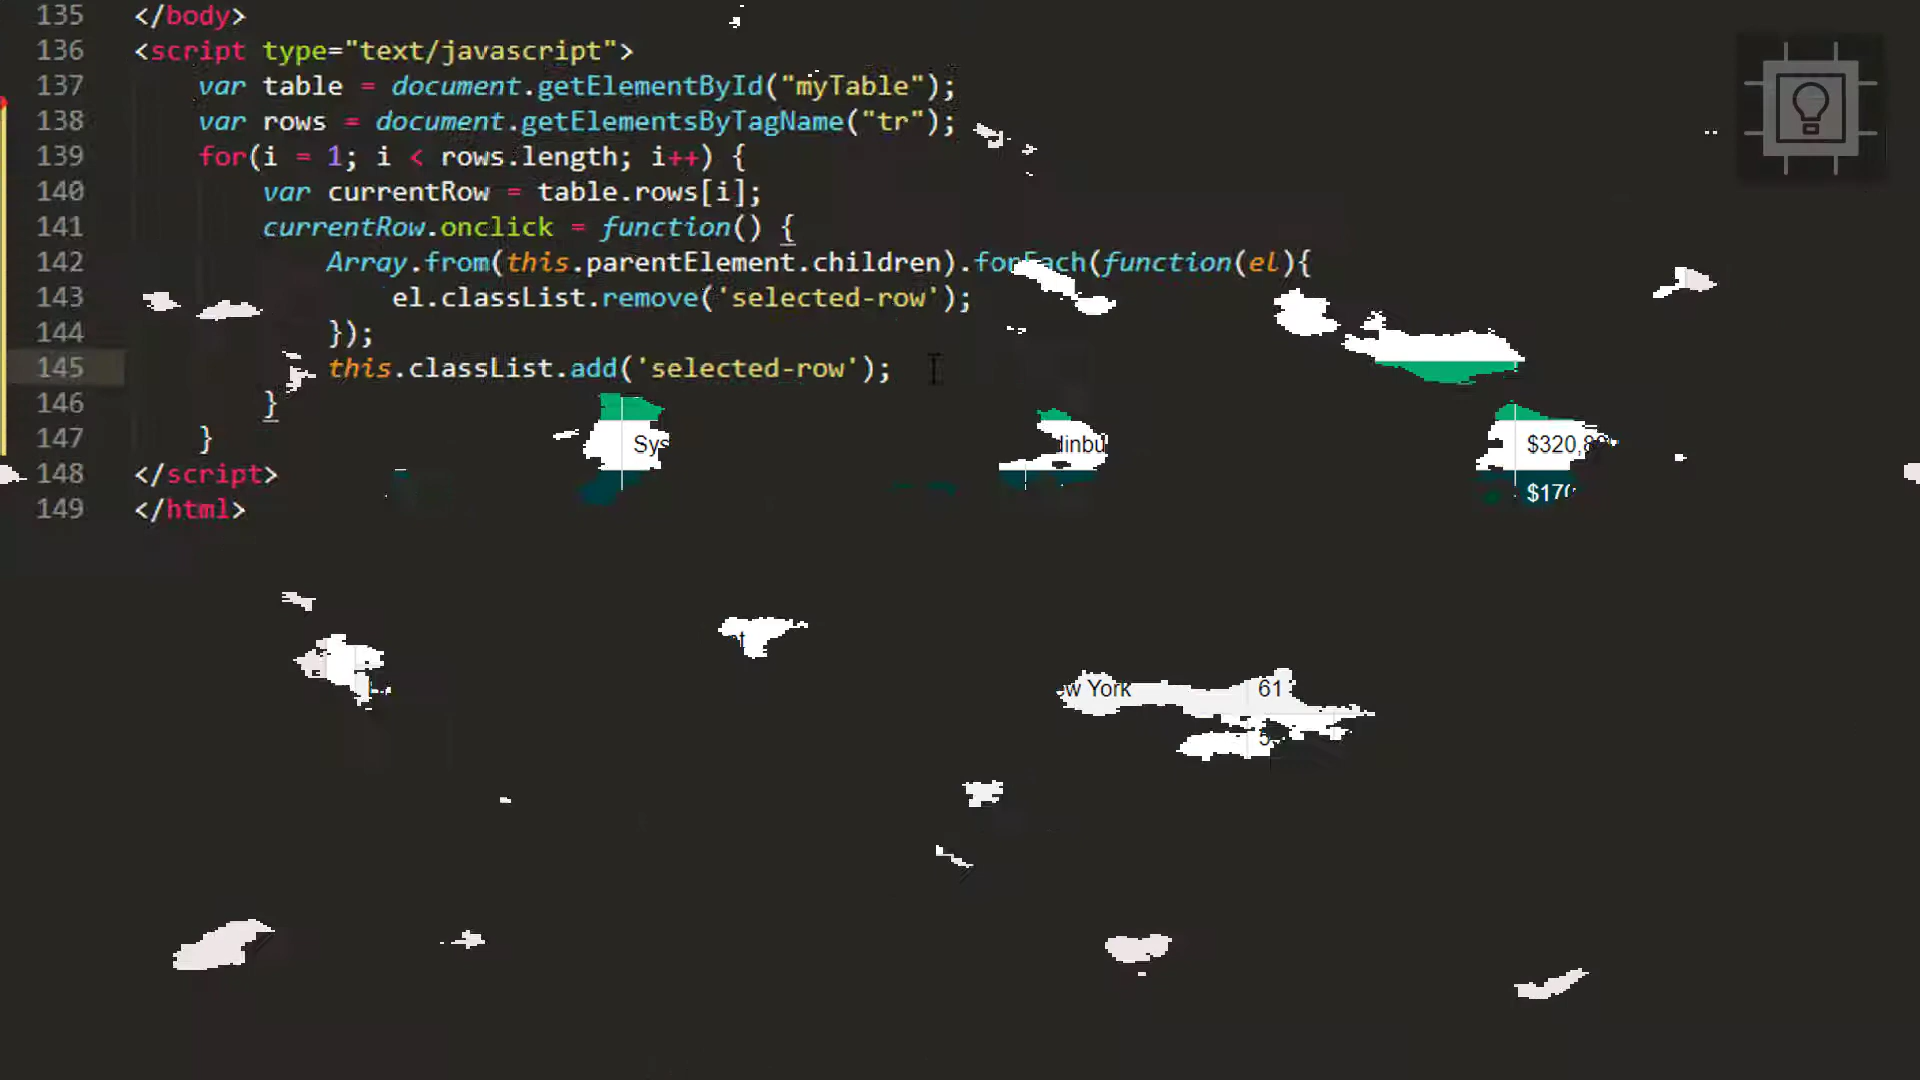 135 </body>
136 <script type="text/javascript">
137 var table = document.getElementById("myTable");
138 var rows = document.getElementsByTagName("tr");
139 for(i = 1; i < rows.length; i++) {
140 var currentRow = table.rows[i];
141 currentRow.onclick = function() {
142 Array.from(this.parentElement.children).forEach(function(el){
143 el.classList.remove('selected-row');
144 });
145 this.classList.add('selected-row');
146 }
147 }
Sys
148 </script>
149 </html>
61